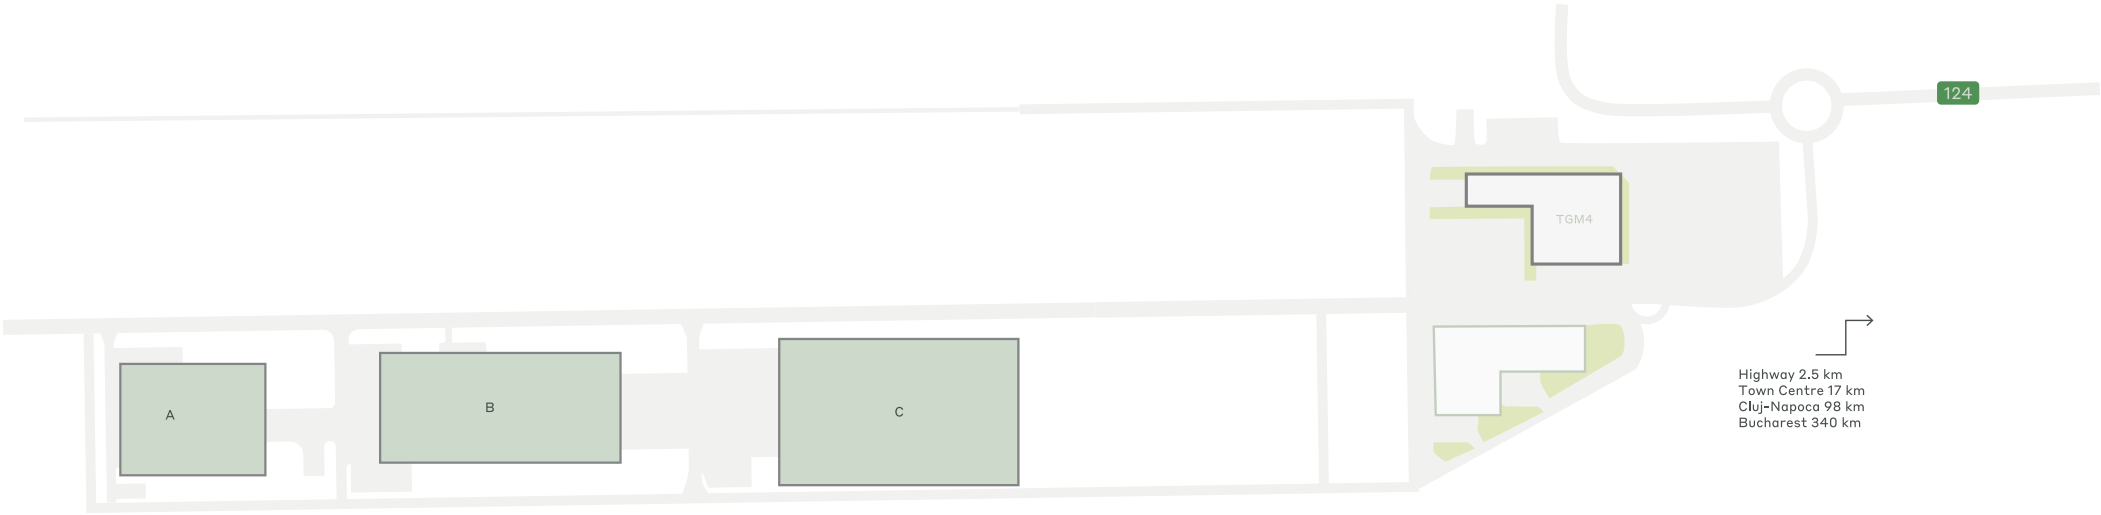 124
TGM4
A
B
C
Highway 2.5 km
Town Centre 17 km
Cluj-Napoca 98 km
Bucharest 340 km